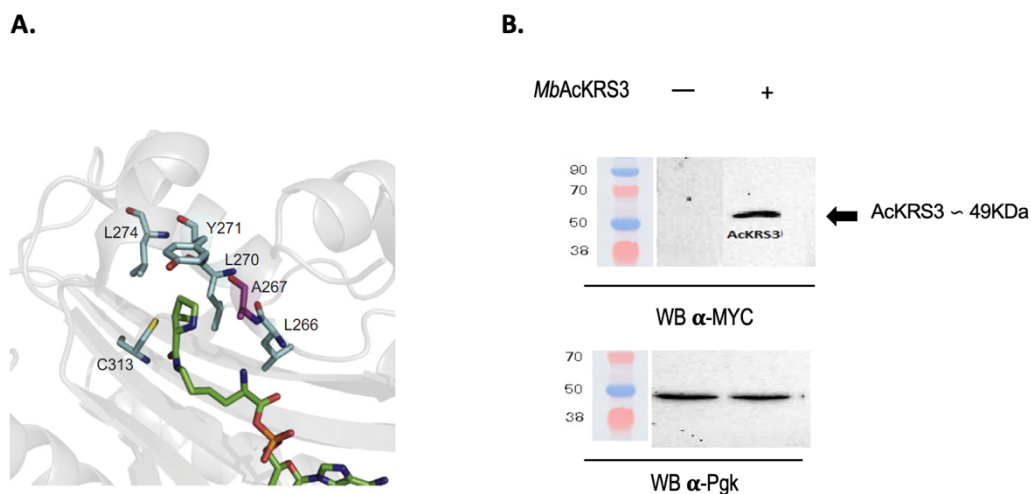 A.
B.
L274
Y271
L270
A267
L266
C313
MbAcKRS3
—
+
90
70
50
38
AcKRS3
AcKRS3 ∽ 49KDa
WB α-MYC
70
50
38
WB α-Pgk